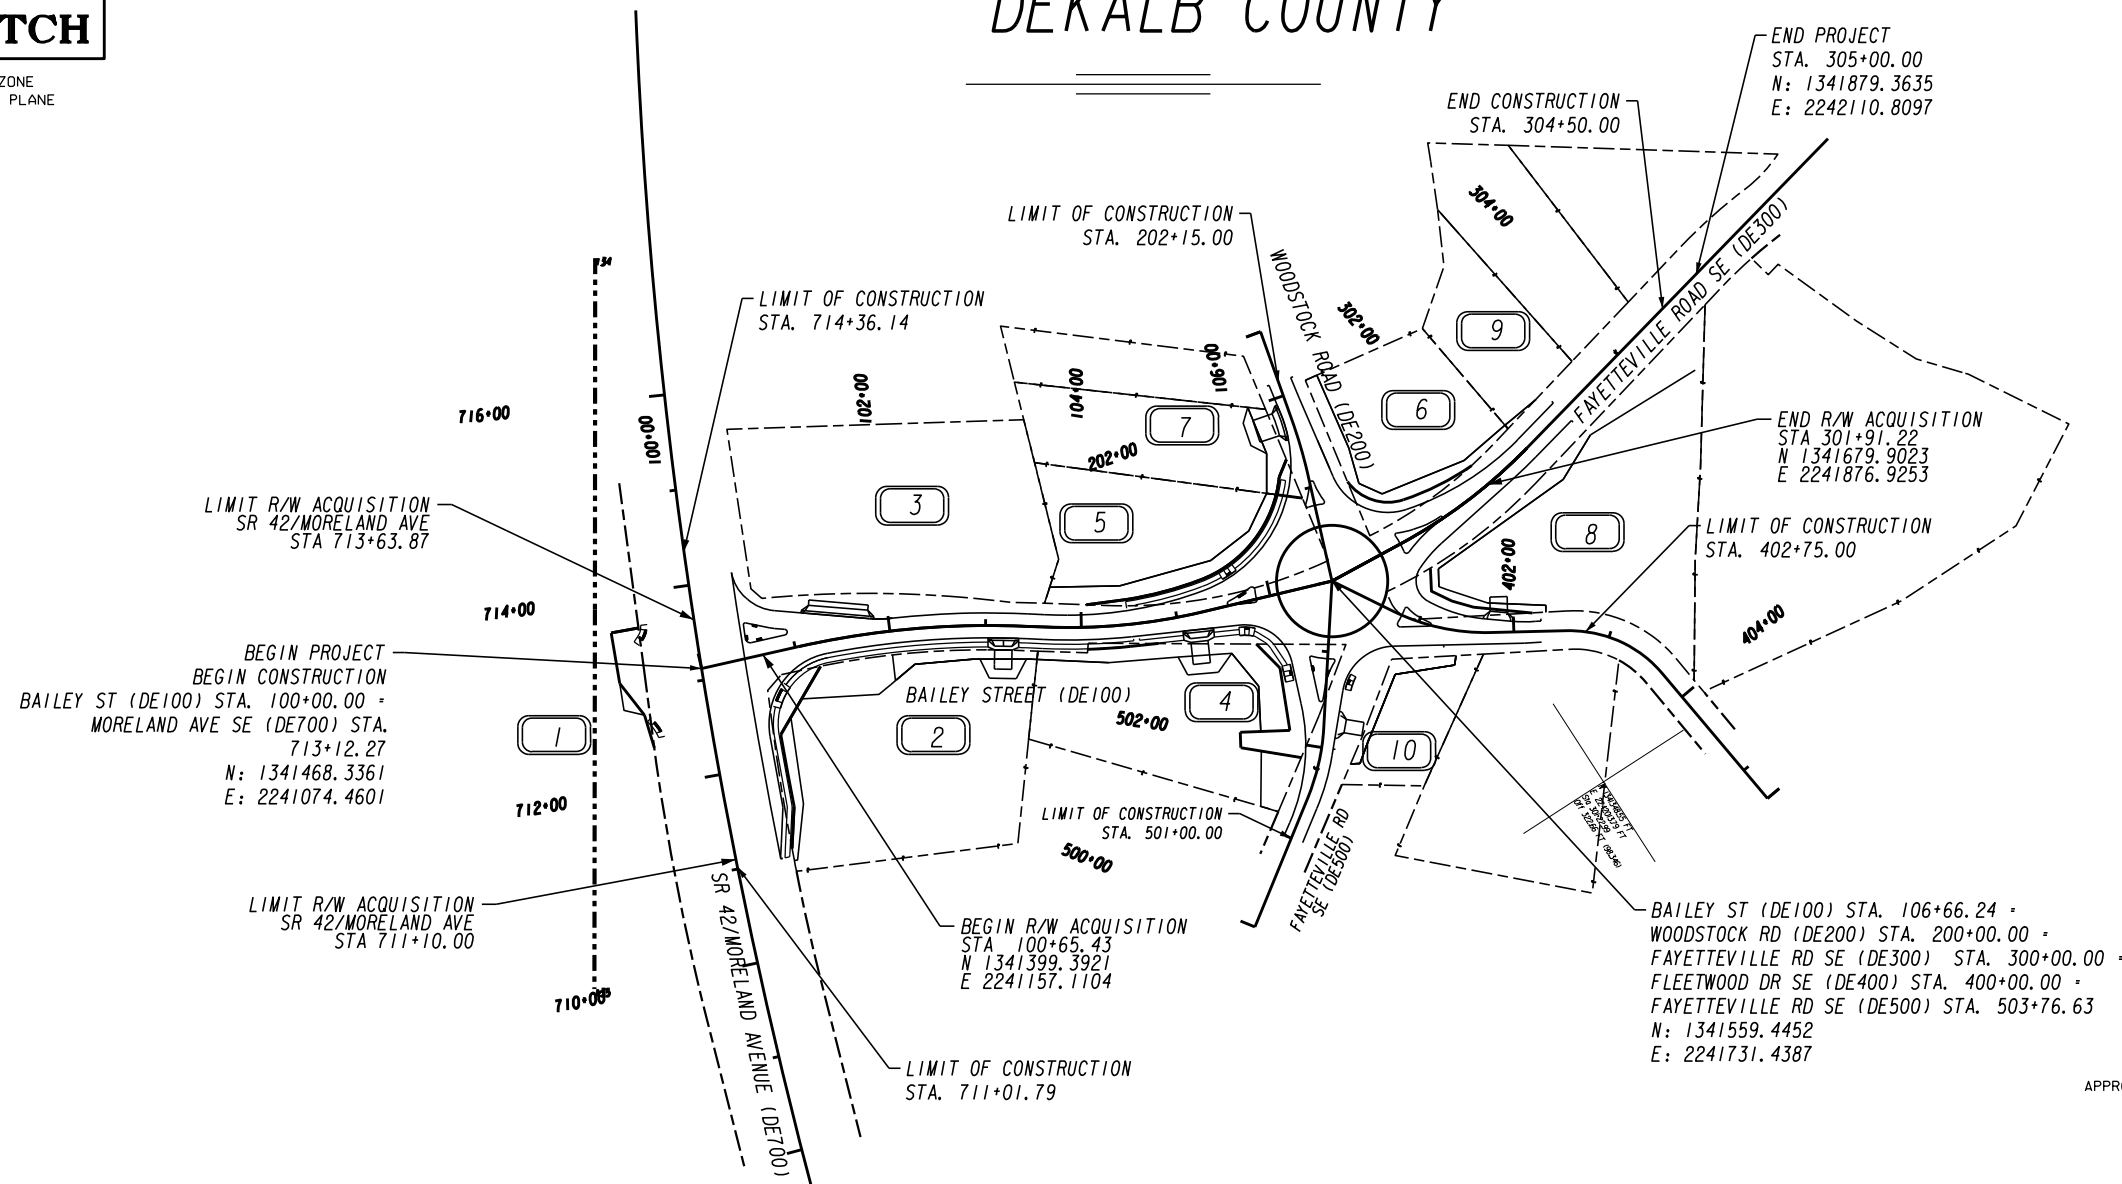 TCH
ZONE
PLANE
DEKALB COUNTY
END PROJECT
STA. 305+00.00
N: 1341879.3635
E: 2242110.8097
END CONSTRUCTION
STA. 304+50.00
LIMIT OF CONSTRUCTION
STA. 202+15.00
LIMIT OF CONSTRUCTION
STA. 714+36.14
WOODSTOCK ROAD (DE200)
FAYETTEVILLE ROAD SE (DE300)
304+00
302+00
9
6
7
3
5
8
716+00
100+00
102+00
104+00
106+00
202+00
402+00
404+00
END R/W ACQUISITION
STA 301+91.22
N 1341679.9023
E 2241876.9253
LIMIT OF CONSTRUCTION
STA. 402+75.00
LIMIT R/W ACQUISITION
SR 42/MORELAND AVE
STA 713+63.87
714+00
BEGIN PROJECT
BEGIN CONSTRUCTION
BAILEY ST (DE100) STA. 100+00.00 =
MORELAND AVE SE (DE700) STA.
713+12.27
N: 1341468.3361
E: 2241074.4601
BAILEY STREET (DE100)
1
2
4
10
502+00
712+00
LIMIT OF CONSTRUCTION
STA. 501+00.00
500+00
FAYETTEVILLE RD
SE (DE500)
LIMIT R/W ACQUISITION
SR 42/MORELAND AVE
STA 711+10.00
BEGIN R/W ACQUISITION
STA 100+65.43
N 1341399.3921
E 2241157.1104
710+00
SR 42/MORELAND AVENUE (DE700)
LIMIT OF CONSTRUCTION
STA. 711+01.79
BAILEY ST (DE100) STA. 106+66.24 =
WOODSTOCK RD (DE200) STA. 200+00.00 =
FAYETTEVILLE RD SE (DE300) STA. 300+00.00 =
FLEETWOOD DR SE (DE400) STA. 400+00.00 =
FAYETTEVILLE RD SE (DE500) STA. 503+76.63
N: 1341559.4452
E: 2241731.4387
APPR